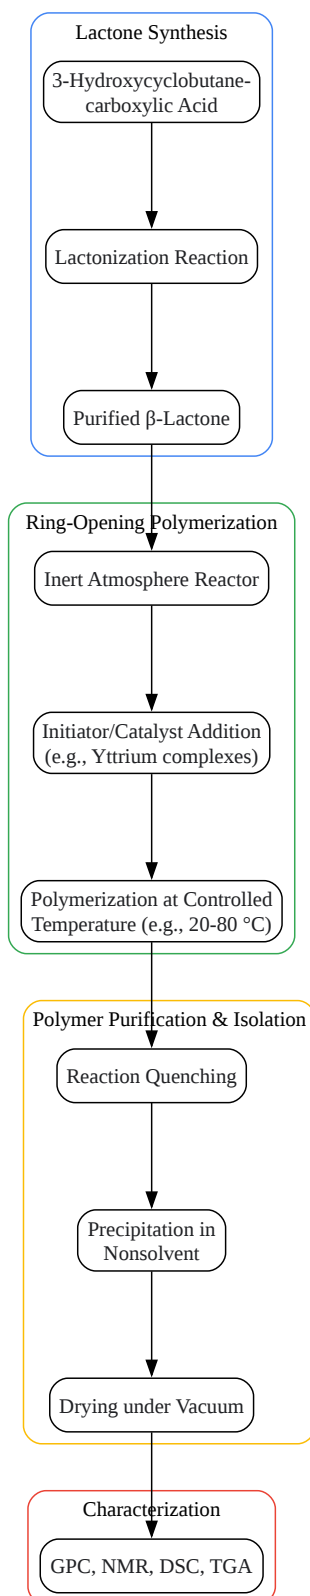 Lactone Synthesis
3-Hydroxycyclobutane-
carboxylic Acid
Lactonization Reaction
Purified β-Lactone
Ring-Opening Polymerization
Inert Atmosphere Reactor
Initiator/Catalyst Addition
(e.g., Yttrium complexes)
Polymerization at Controlled
Temperature (e.g., 20-80 °C)
Polymer Purification & Isolation
Reaction Quenching
Precipitation in
Nonsolvent
Drying under Vacuum
Characterization
GPC, NMR, DSC, TGA